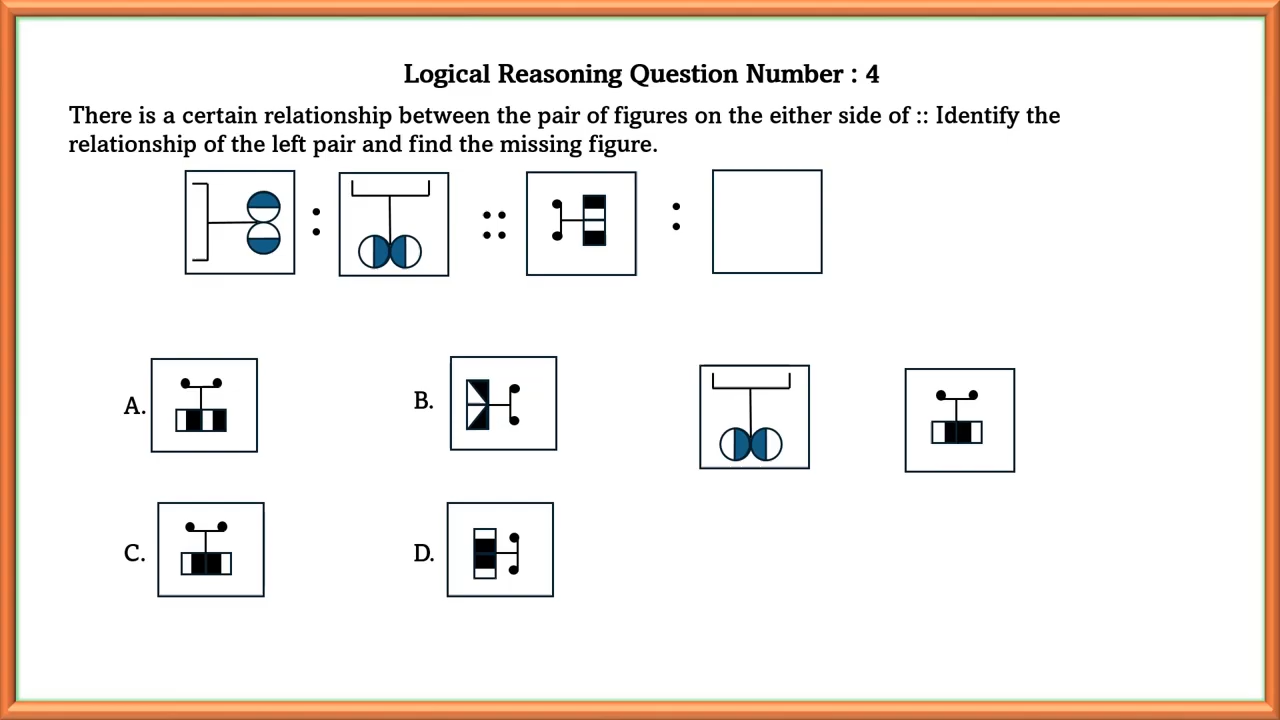 Logical Reasoning Question Number : 4
There is a certain relationship between the pair of figures on the either side of :: Identify the
relationship of the left pair and find the missing figure.
: :: :
A. B.
C. D.